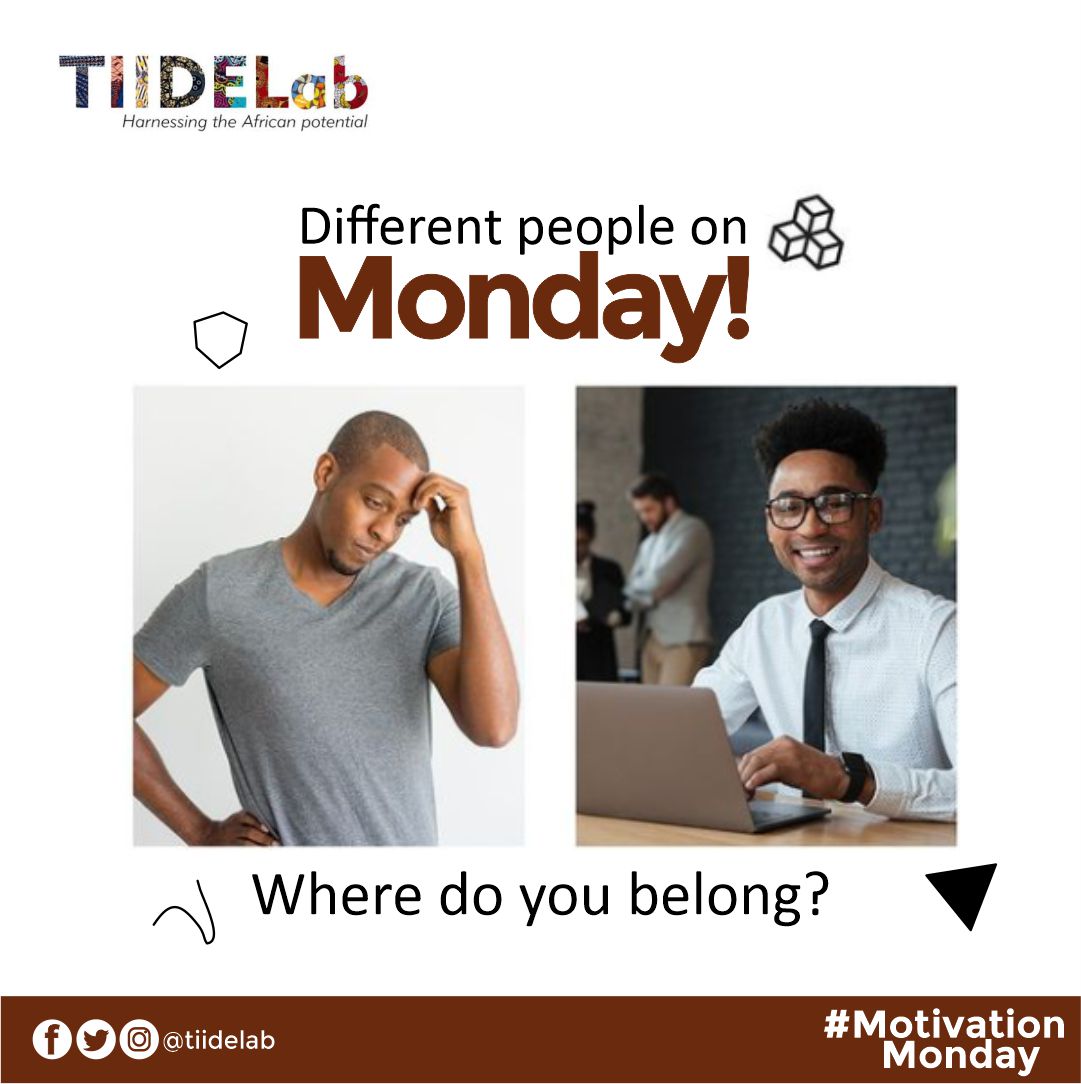 TIIDELab
Harnessing the African potential
Different people on
Monday!
Where do you belong?
@tiidelab
#Motivation
Monday